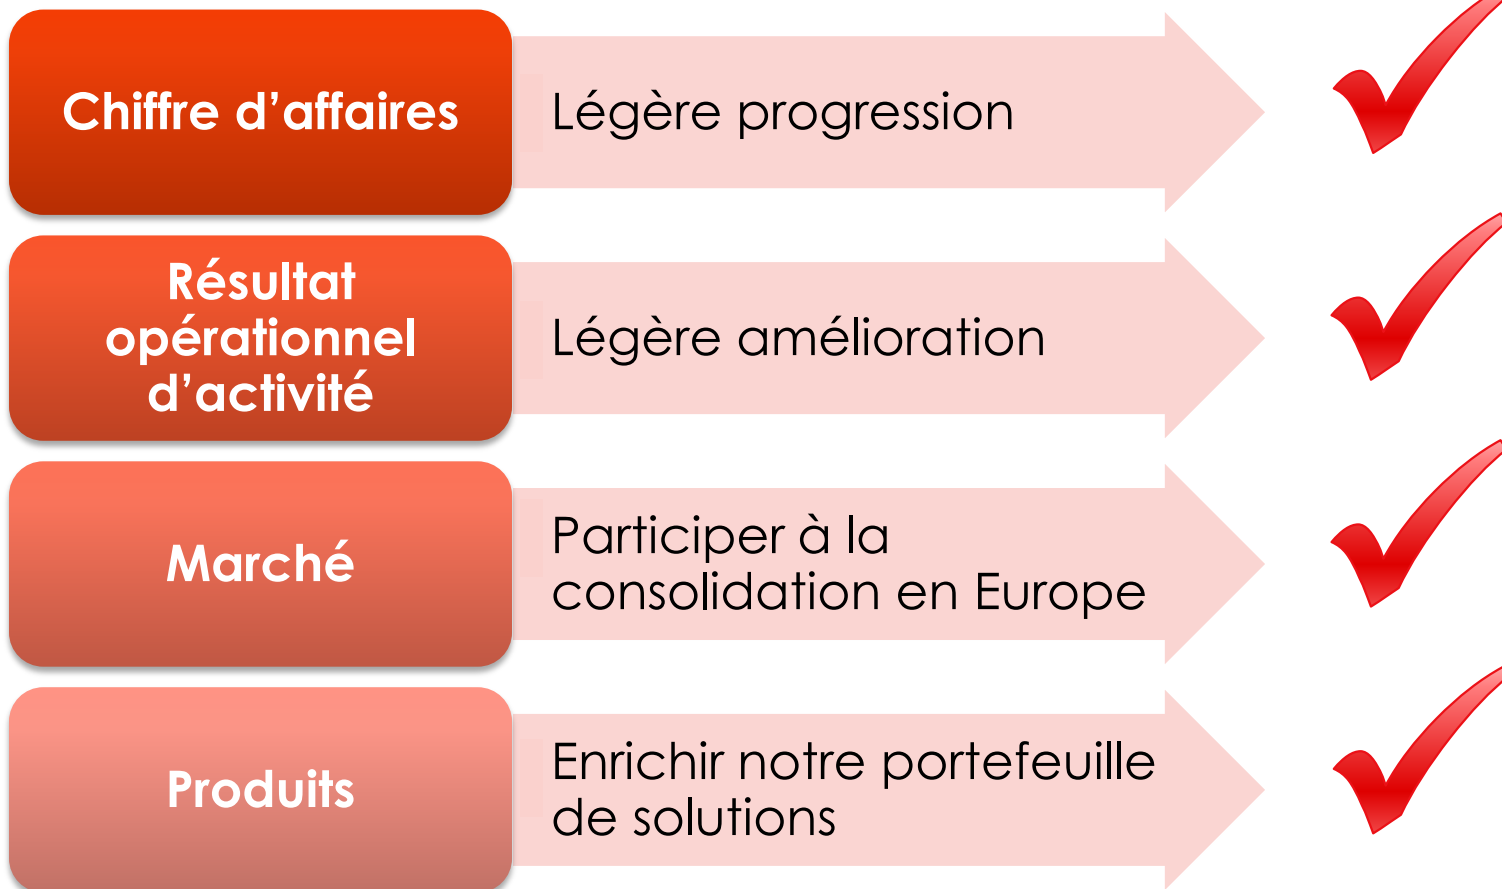 Chiffre d’affaires
Légère progression
Résultat
opérationnel
d’activité
Légère amélioration
Marché
Participer à la
consolidation en Europe
Produits
Enrichir notre portefeuille
de solutions